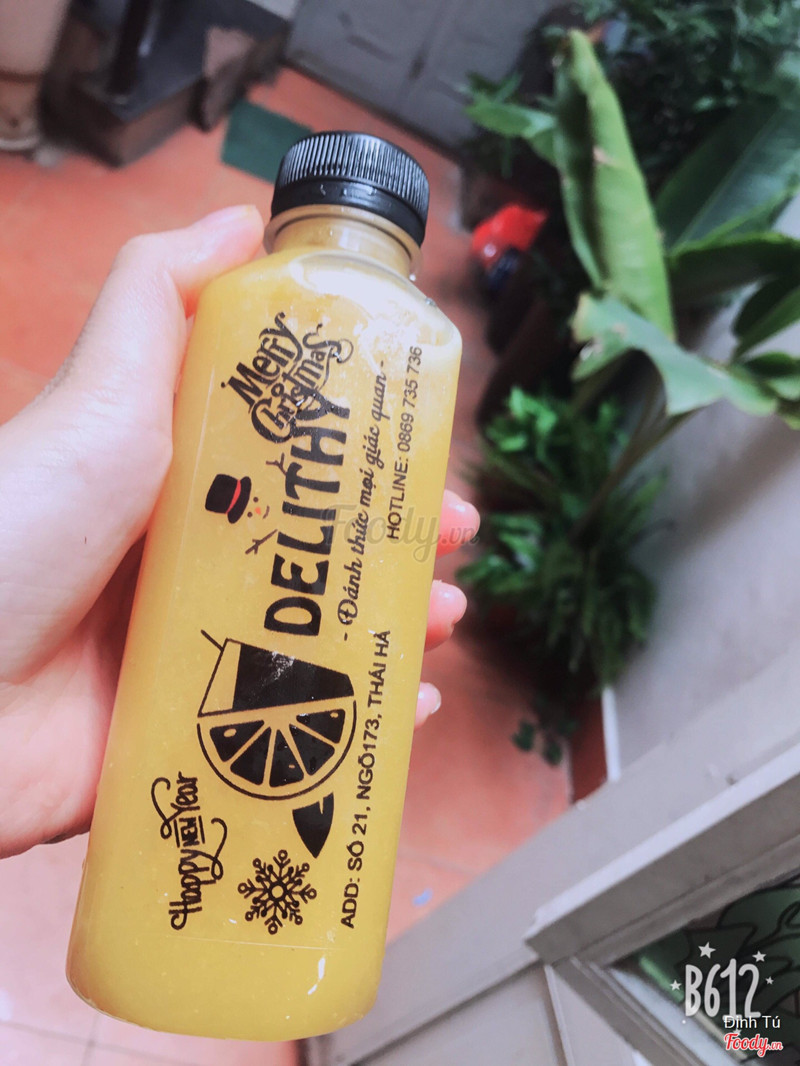 Merry
Christmas
DELITHY
- Đánh thức mọi giác quan -
HOTLINE: 0869 735 736
Happy NEW Year
ADD: SỐ 21, NGÕ173, THÁI HÀ
Foody.vn
B612
Đình Tú
Foody.vn